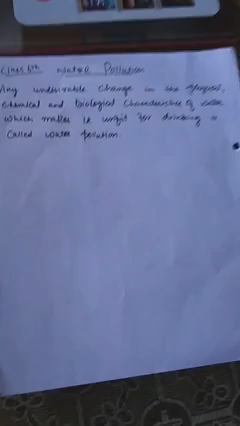 Class 6th Water Pollution
Any undesirable change in the physical,
chemical and biological characteristic of water
which makes it unfit for drinking is
called water pollution.